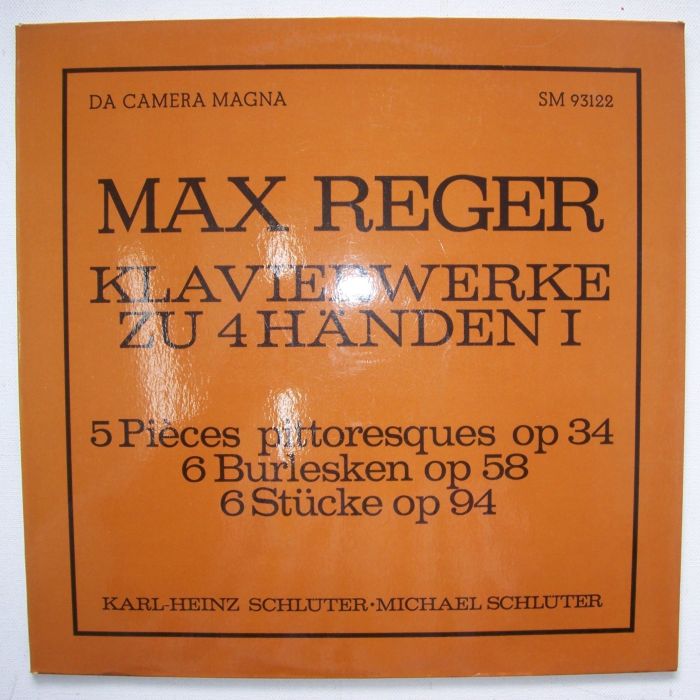 DA CAMERA MAGNA SM 93122
MAX REGER
KLAVIERWERKE
ZU 4 HÄNDEN I
5 Pièces pittoresques op 34
6 Burlesken op 58
6 Stücke op 94
KARL-HEINZ SCHLÜTER • MICHAEL SCHLÜTER